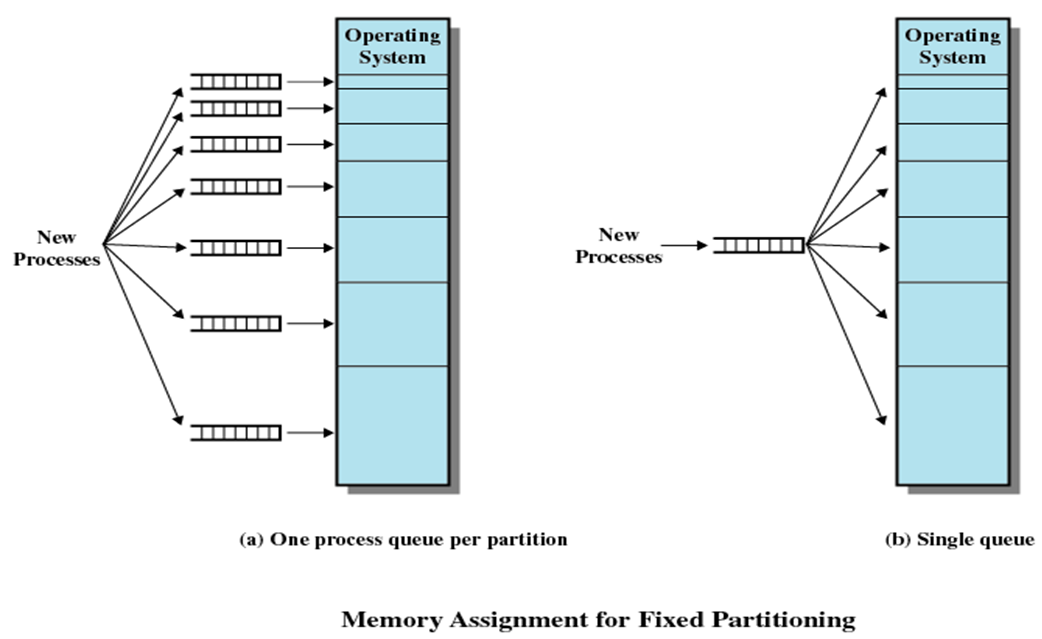 Operating
System
New
Processes
(a) One process queue per partition
Operating
System
New
Processes
(b) Single queue
Memory Assignment for Fixed Partitioning